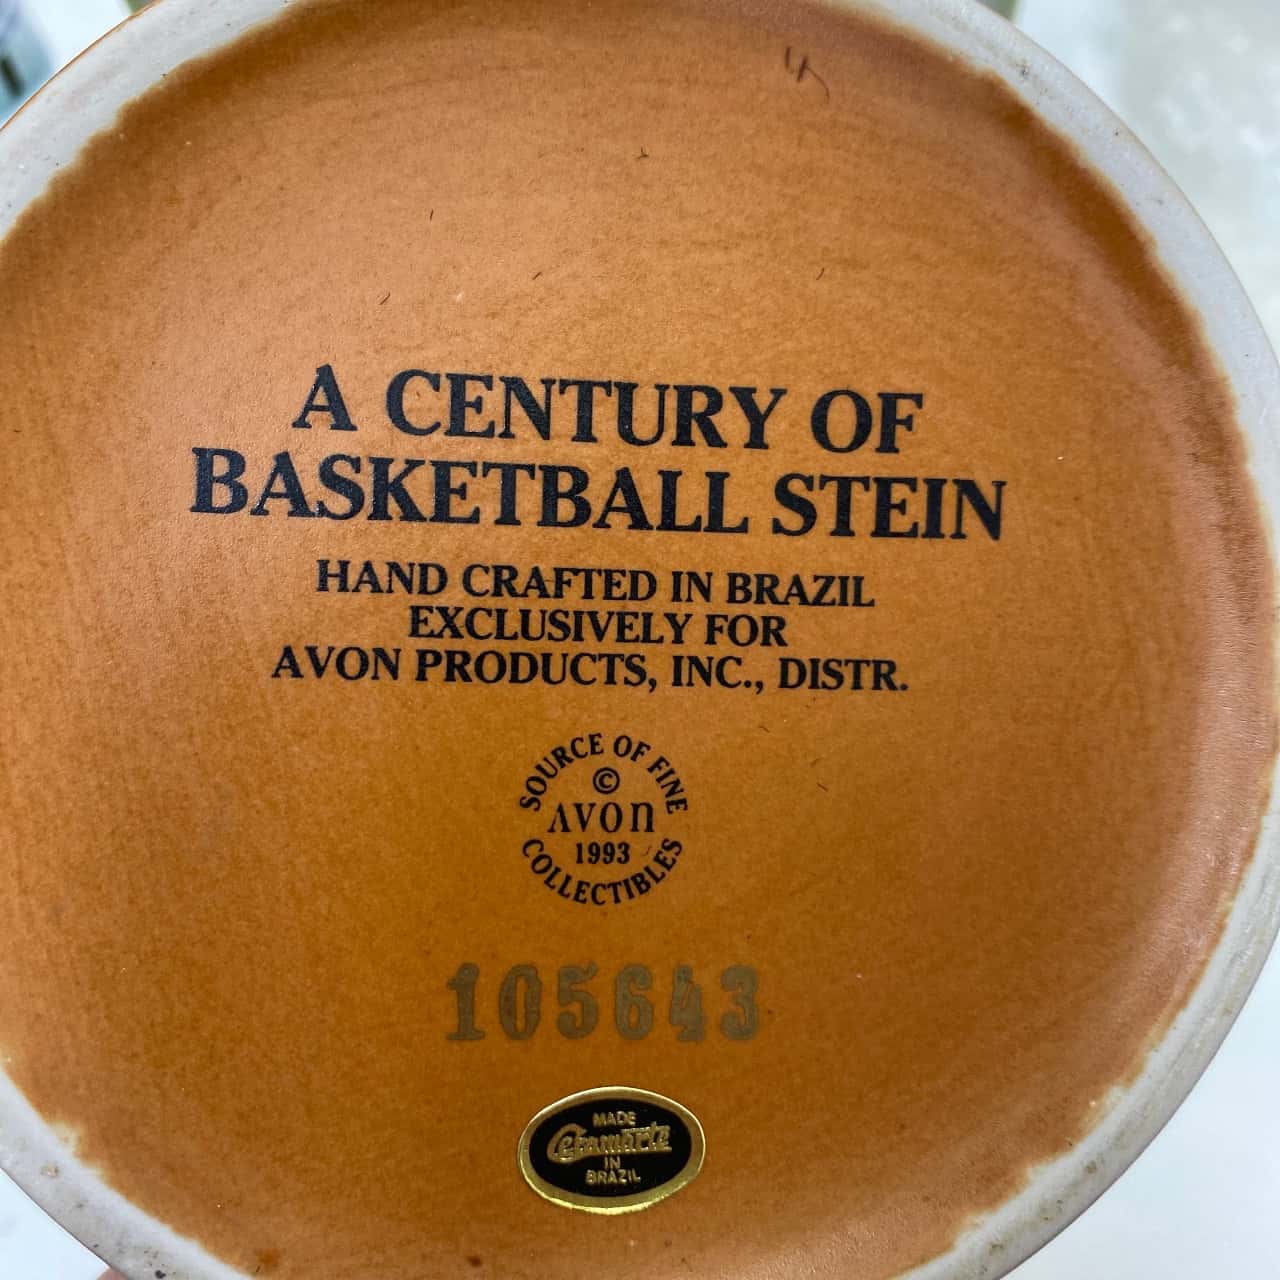 A CENTURY OF
BASKETBALL STEIN
HAND CRAFTED IN BRAZIL
EXCLUSIVELY FOR
AVON PRODUCTS, INC., DISTR.
SOURCE OF FINE
©
AVON
1993
COLLECTIBLES
105643
MADE
Ceramarte
IN
BRAZIL